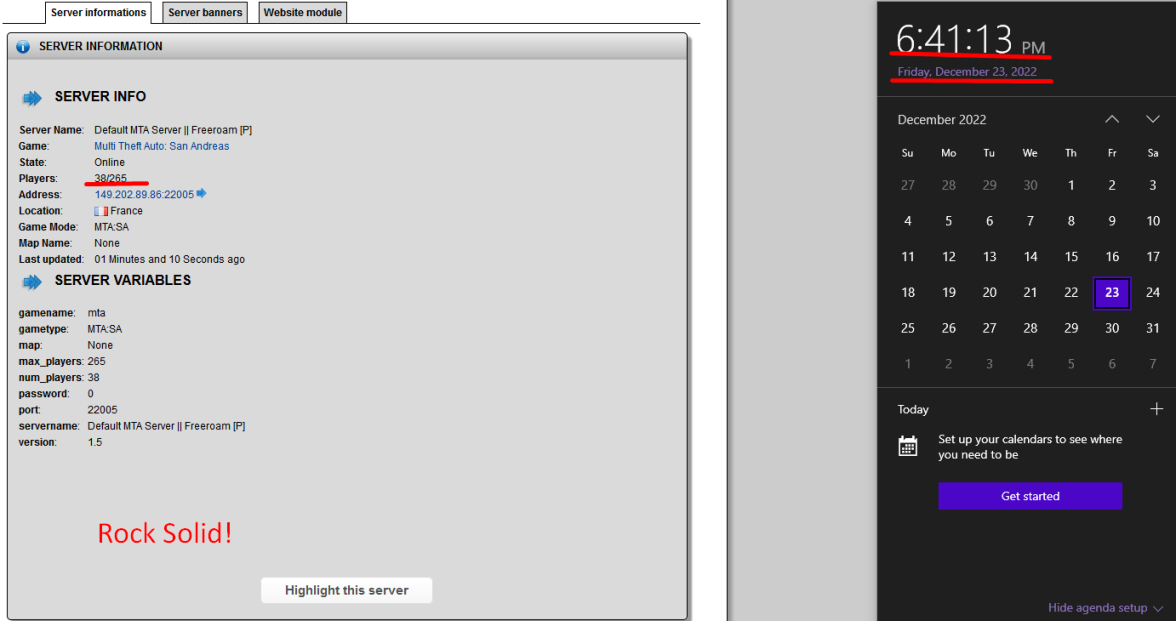 Server informations Server banners Website module
SERVER INFORMATION
SERVER INFO
Server Name: Default MTA Server || Freeroam [P]
Game: Multi Theft Auto: San Andreas
State: Online
Players: 38/265
Address: 149.202.89.86:22005
Location: France
Game Mode: MTA:SA
Map Name: None
Last updated: 01 Minutes and 10 Seconds ago
SERVER VARIABLES
gamename: mta
gametype: MTA:SA
map: None
max_players: 265
num_players: 38
password: 0
port: 22005
servername: Default MTA Server || Freeroam [P]
version: 1.5
Rock Solid!
Highlight this server
6:41:13 PM
Friday, December 23, 2022
December 2022
Su Mo Tu We Th Fr Sa
27 28 29 30 1 2 3
4 5 6 7 8 9 10
11 12 13 14 15 16 17
18 19 20 21 22 23 24
25 26 27 28 29 30 31
1 2 3 4 5 6 7
Today
Set up your calendars to see where
you need to be
Get started
Hide agenda setup